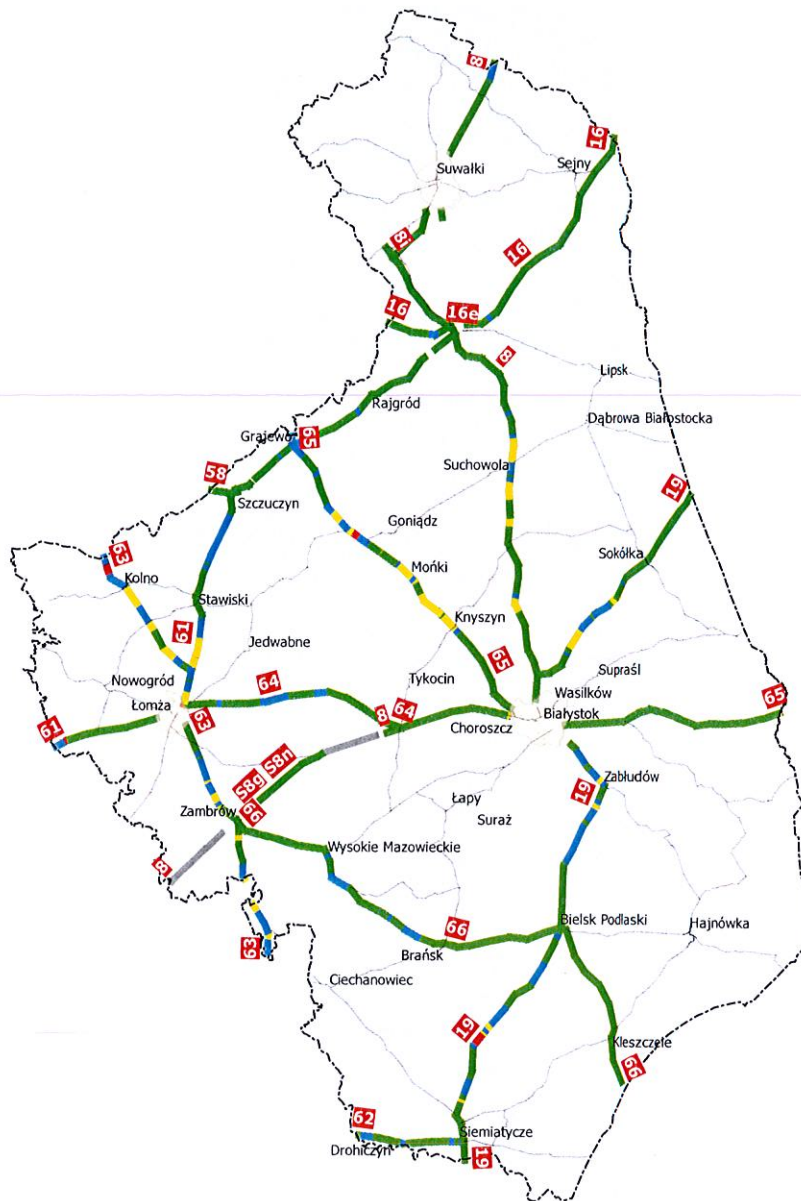 8
16
Sejny
Suwałki
8i
16
16
16e
8
Lipsk
Rajgród
Dąbrowa Białostocka
Grajewo
65
Suchowola
58
19
Szczuczyn
Goniądz
63
Sokółka
Mońki
Kolno
Stawiski
Knyszyn
61
Jedwabne
65
Supraśl
Nowogród
64
Tykocin
Wasilków
65
Łomża
63
8
64
Białystok
61
Choroszcz
S8g
S8n
Zabłudów
19
Łapy
Zambrów
66
Suraż
Wysokie Mazowieckie
8
Bielsk Podlaski
66
Hajnówka
63
Brańsk
Ciechanowiec
19
Kleszczele
66
62
Siemiatycze
Drohiczyn
19